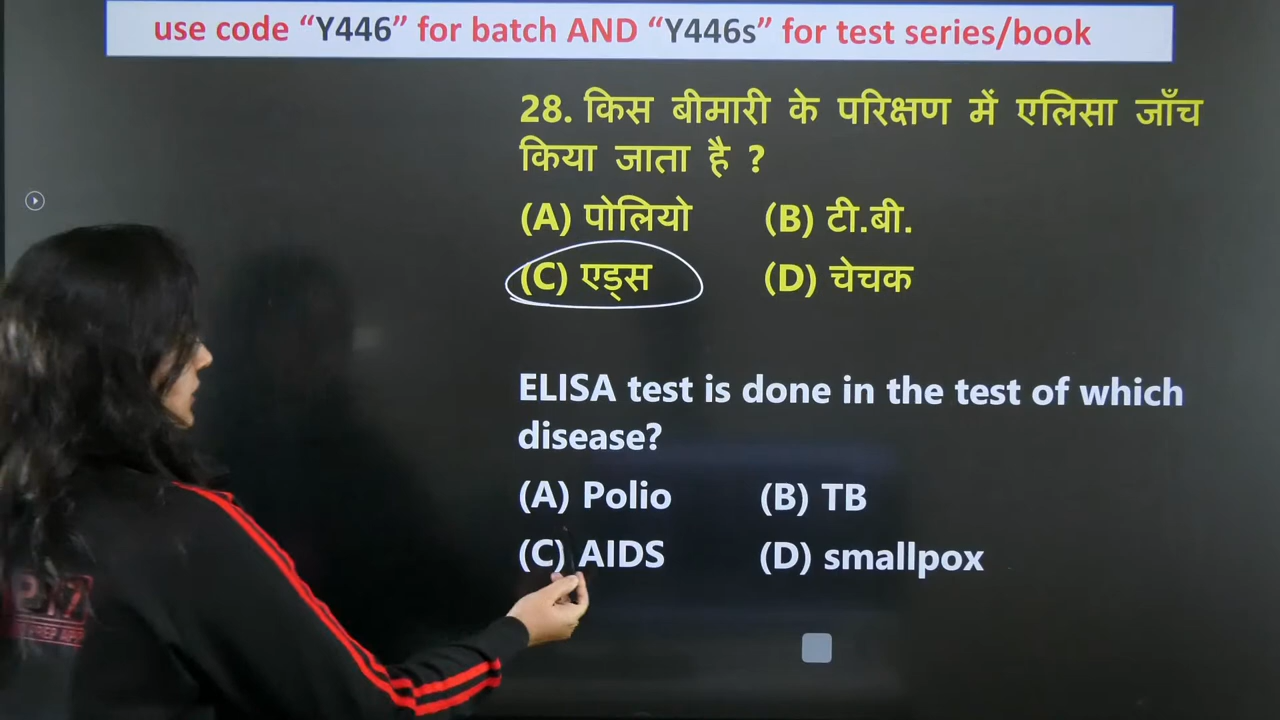 use code “Y446” for batch AND “Y446s” for test series/book
28. किस बीमारी के परिक्षण में एलिसा जाँच
किया जाता है ?
(A) पोलियो (B) टी.बी.
(C) एड्स (D) चेचक
ELISA test is done in the test of which
disease?
(A) Polio (B) TB
(C) AIDS (D) smallpox